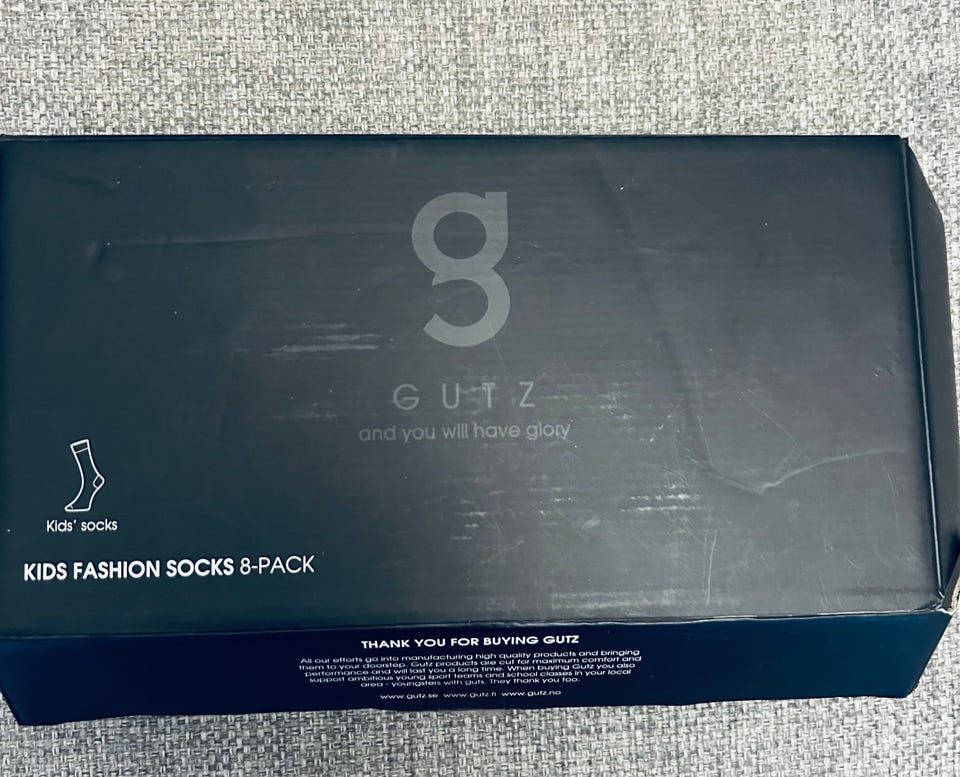 g
GUTZ
and you will have glory
Kids' socks
KIDS FASHION SOCKS 8-PACK
THANK YOU FOR BUYING GUTZ
All our efforts go into manufacturing high quality products and bringing
them to your doorstep. Gutz products are cut for maximum comfort and
performance and will last you a long time. When buying Gutz you also
support ambitious young sport teams and school classes in your local
area - youngsters with guts. They thank you too.
www.gutz.se www.gutz.fi www.gutz.no